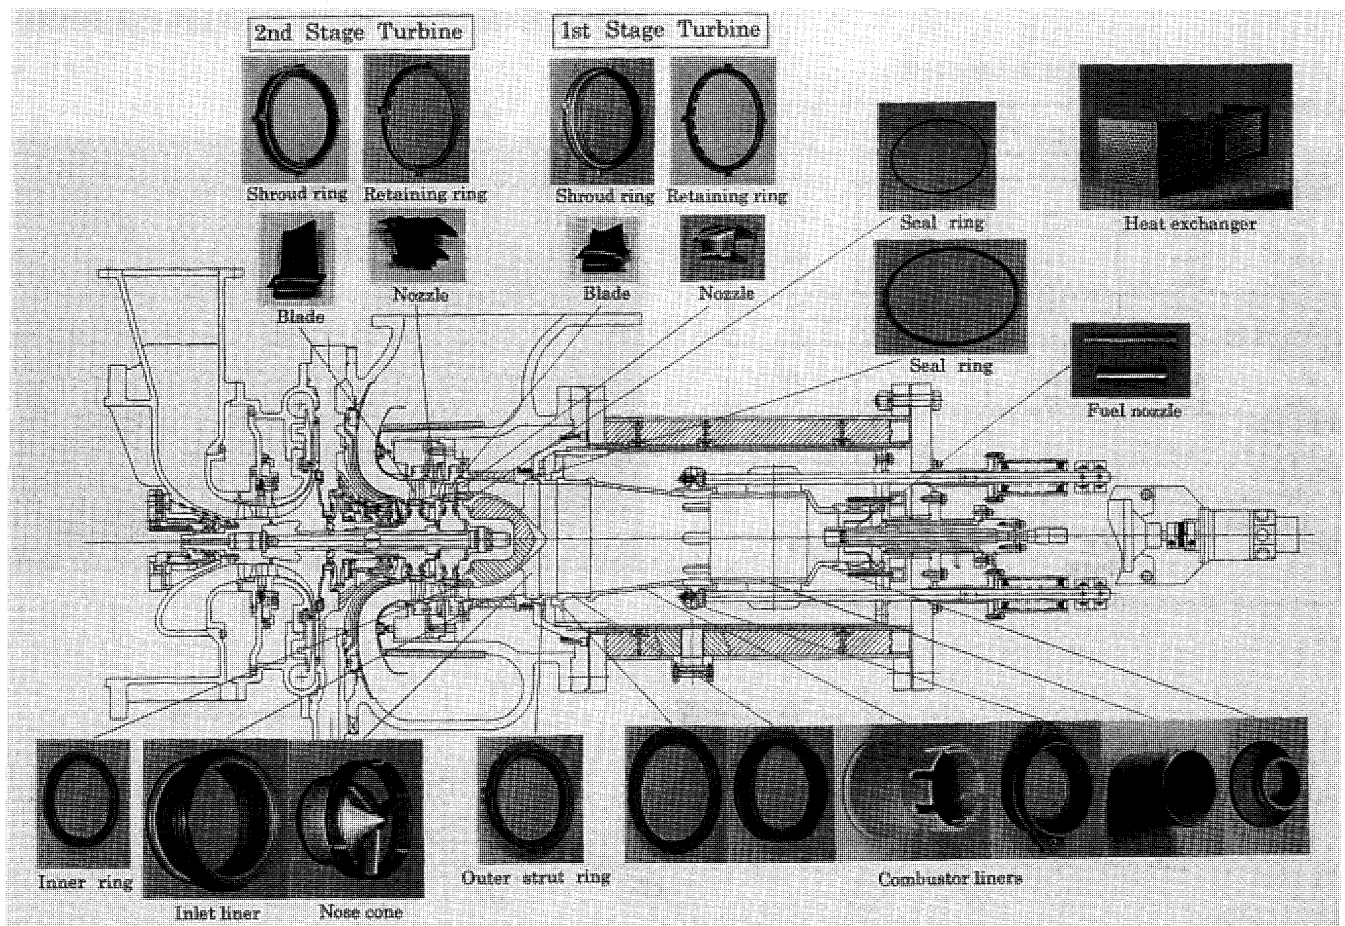 2nd Stage Turbine
1st Stage Turbine
Shroud ring
Retaining ring
Shroud ring
Retaining ring
Seal ring
Heat exchanger
Blade
Nozzle
Blade
Nozzle
Seal ring
Fuel nozzle
Inner ring
Inlet liner
Nose cone
Outer strut ring
Combustor liners